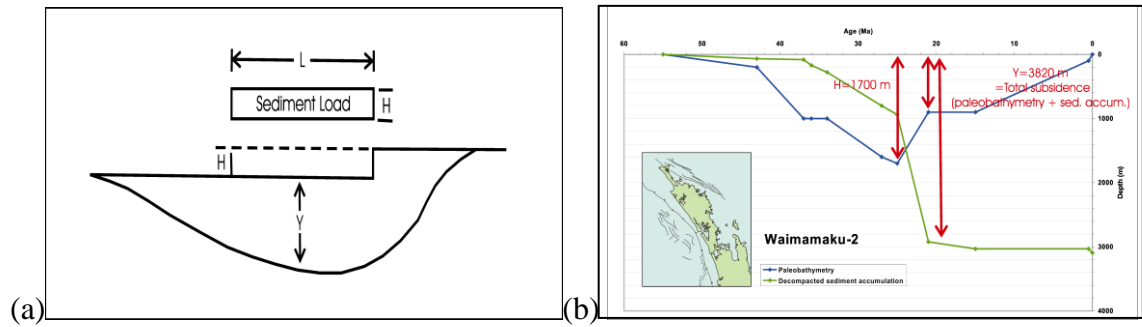 (a)
L
Sediment Load
H
H
Y
(b)
Age (Ma)
60
50
40
30
20
10
0
H=1700 m
Y=3820 m
=Total subsidence
(paleobathymetry + sed. accum.)
0
1000
2000
3000
4000
Depth (m)
Waimamaku-2
Paleobathymetry
Decompacted sediment accumulation